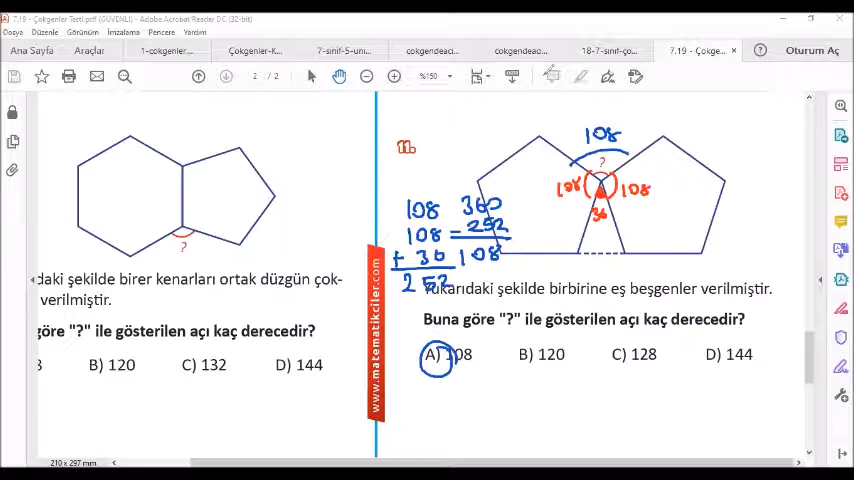 7.19 - Çokgenler Testi.pdf (GÜVENLİ) - Adobe Acrobat Reader DC (32-bit)
Dosya Düzenle Görünüm İmzalama Pencere Yardım
Ana Sayfa Araçlar 1-cokgenler... Çokgenler-K... 7-sinif-5-uni... cokgendeaci... cokgendeaci... 18-7-sinif-ço... 7.19 - Çokge... × Oturum Aç
2 / 2 %150
?
daki şekilde birer kenarları ortak düzgün çok-
verilmiştir.
göre "?" ile gösterilen açı kaç derecedir?
B) 120 C) 132 D) 144
www.matematikciler.com
11.
108
?
108 108
36
108 360
108 - 252
+ 36 108
252
Yukarıdaki şekilde birbirine eş beşgenler verilmiştir.
Buna göre "?" ile gösterilen açı kaç derecedir?
A) 108 B) 120 C) 128 D) 144
210 x 297 mm